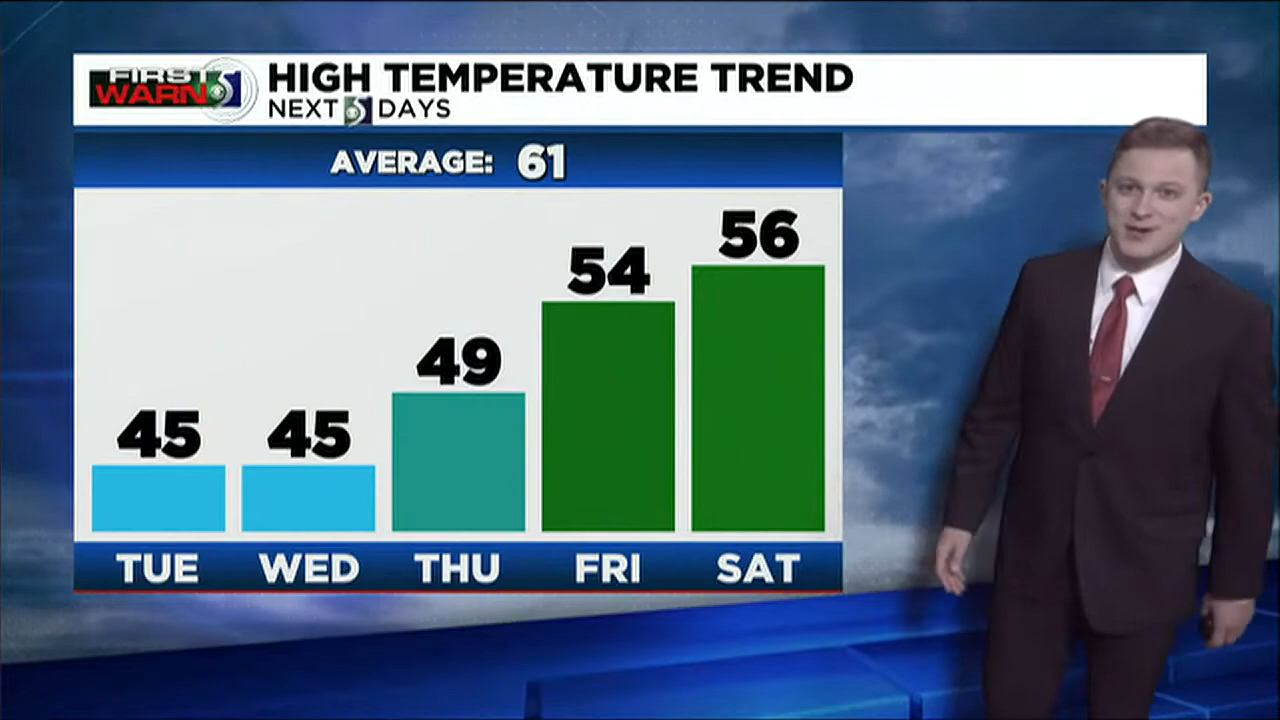 FIRST
WARN 5
HIGH TEMPERATURE TREND
NEXT 5 DAYS
AVERAGE: 61
45 45 49 54 56
TUE WED THU FRI SAT